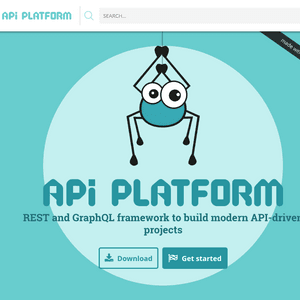 APi PLATFORM
SEARCH...
made wit
APi PLATFORM
REST and GraphQL framework to build modern API-driven
projects
Download
Get started